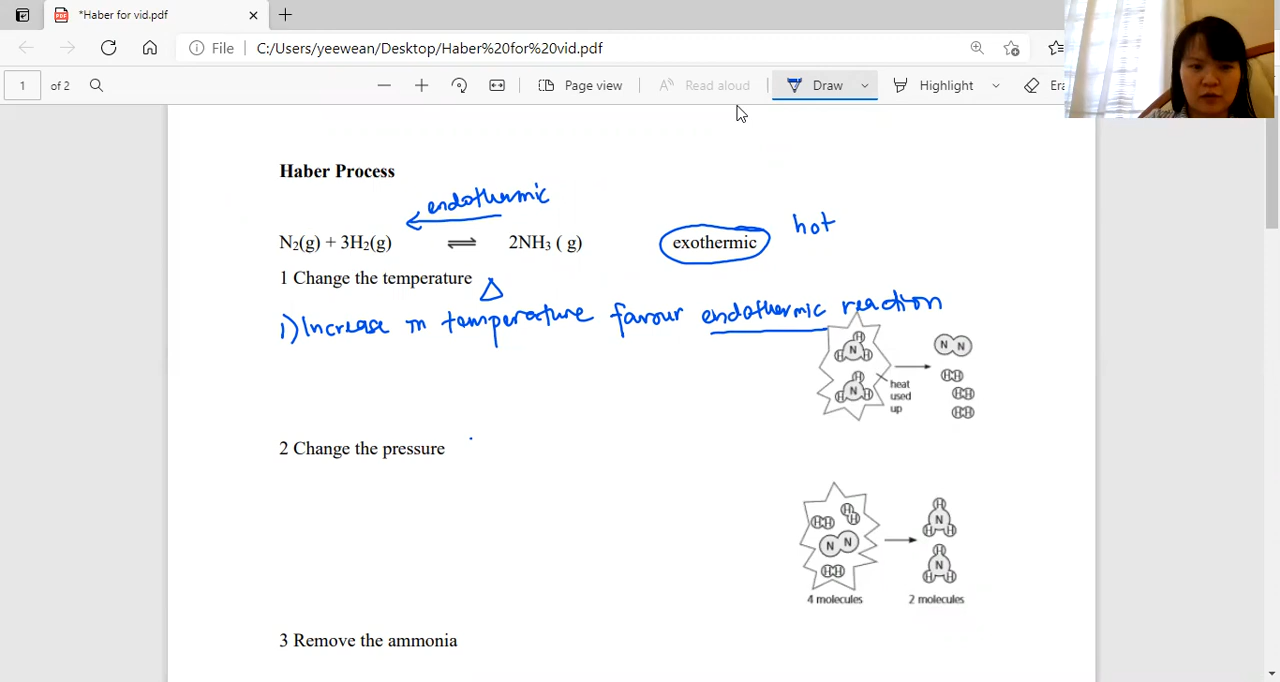 *Haber for vid.pdf
File C:/Users/yeewean/Desktop/Haber%20for%20vid.pdf
1 of 2 Page view Read aloud Draw Highlight Era
Haber Process
endothermic
N₂(g) + 3H₂(g) ⇌ 2NH₃ ( g) exothermic hot
1 Change the temperature Δ
1) Increase in temperature favour endothermic reaction
N H H H
N N
N H H H
H H
heat
H H
used
H H
up
2 Change the pressure
H H H H
N H H H
N N
N H H H
H H
4 molecules 2 molecules
3 Remove the ammonia